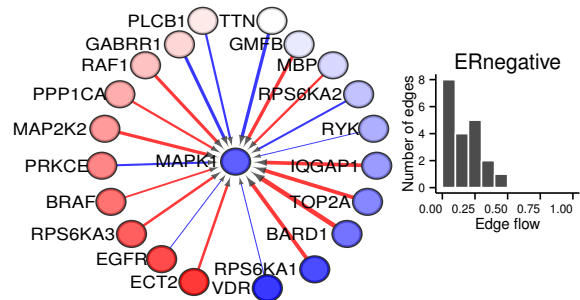 PLCB1
TTN
GABRR1
GMFB
RAF1
MBP
PPP1CA
RPS6KA2
MAP2K2
RYK
PRKCE
MAPK1
IQGAP1
BRAF
TOP2A
RPS6KA3
BARD1
EGFR
RPS6KA1
ECT2
VDR
ERnegative
Number of edges
8
6
4
2
0
0.00
0.25
0.50
0.75
1.00
Edge flow